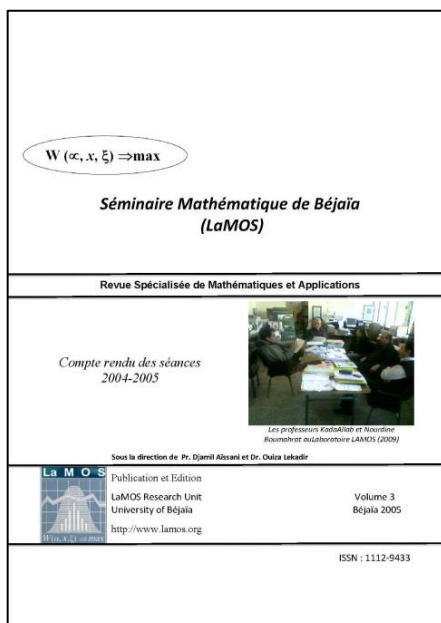 W (∝, x, ξ) ⇒max
Séminaire Mathématique de Béjaïa
(LaMOS)
Revue Spécialisée de Mathématiques et Applications
Compte rendu des séances
2004-2005
Les professeurs KadaAllab et Nourdine
Boumahrat auLaboratoire LAMOS (2009)
Sous la direction de Pr. Djamil Aïssani et Dr. Ouiza Lekadir
La M O S
W(α, x, ξ) ⇒ max
Publication et Edition
LaMOS Research Unit
University of Béjaïa
http://www.lamos.org
Volume 3
Béjaïa 2005
ISSN : 1112-9433